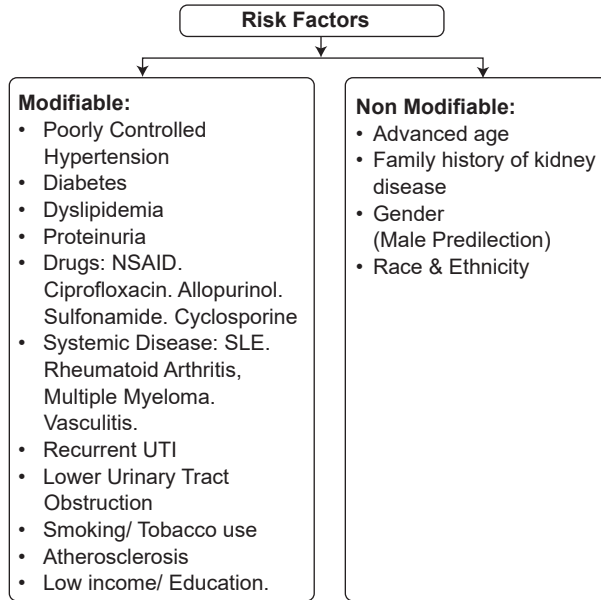 Risk Factors
Modifiable:
• Poorly Controlled
Hypertension
• Diabetes
• Dyslipidemia
• Proteinuria
• Drugs: NSAID.
Ciprofloxacin. Allopurinol.
Sulfonamide. Cyclosporine
• Systemic Disease: SLE.
Rheumatoid Arthritis,
Multiple Myeloma.
Vasculitis.
• Recurrent UTI
• Lower Urinary Tract
Obstruction
• Smoking/ Tobacco use
• Atherosclerosis
• Low income/ Education.
Non Modifiable:
• Advanced age
• Family history of kidney
disease
• Gender
(Male Predilection)
• Race & Ethnicity